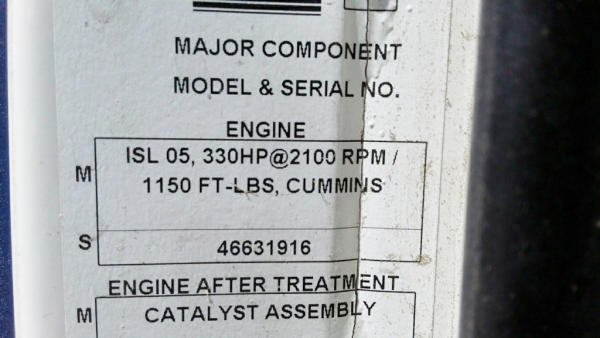 MAJOR COMPONENT
MODEL & SERIAL NO.
ENGINE
M ISL 05, 330HP@2100 RPM /
1150 FT-LBS, CUMMINS
S 46631916
ENGINE AFTER TREATMENT
M CATALYST ASSEMBLY